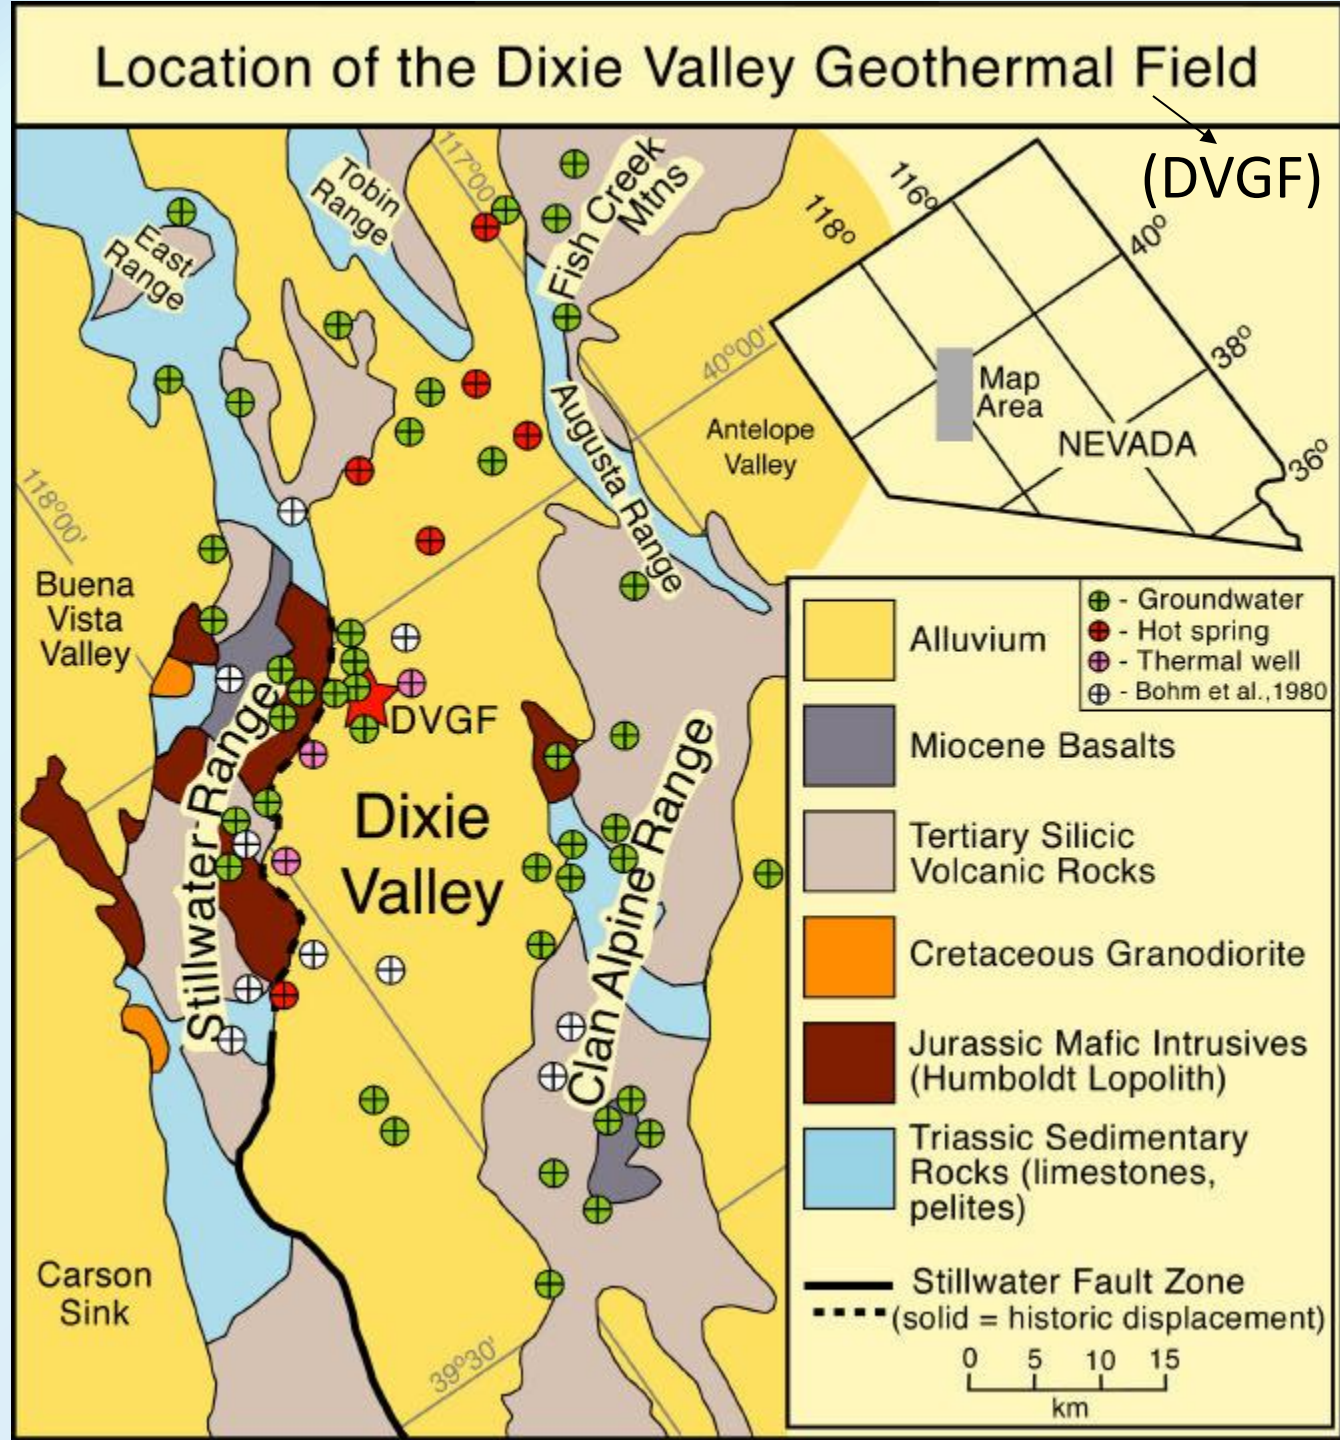 Location of the Dixie Valley Geothermal Field
(DVGF)
117°00'
Tobin
Range
Fish Creek
Mtns
East
Range
118°
116°
40°
38°
36°
Map
Area
NEVADA
40°00'
Antelope
Valley
Augusta Range
118°00'
Buena
Vista
Valley
DVGF
Stillwater Range
Dixie
Valley
Clan Alpine Range
Carson
Sink
39°30'
Alluvium
Miocene Basalts
Tertiary Silicic
Volcanic Rocks
Cretaceous Granodiorite
Jurassic Mafic Intrusives
(Humboldt Lopolith)
Triassic Sedimentary
Rocks (limestones,
pelites)
Stillwater Fault Zone
(solid = historic displacement)
0 5 10 15
km
- Groundwater
- Hot spring
- Thermal well
- Bohm et al.,1980